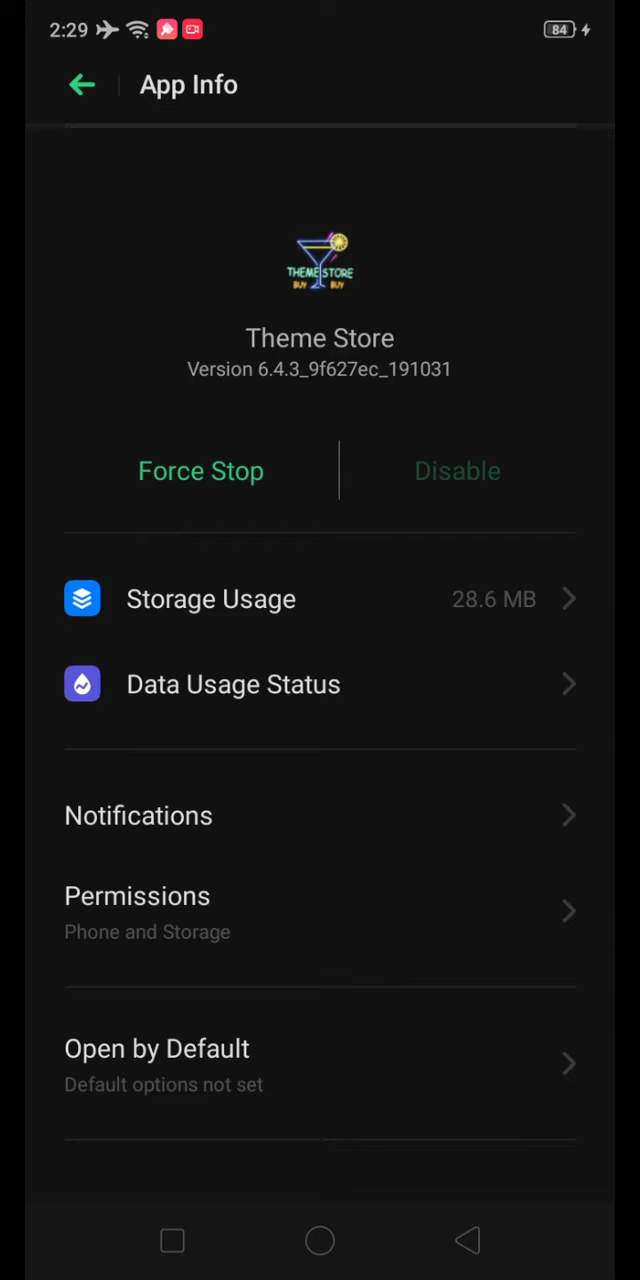 2:29
84
App Info
THEME STORE
BUY BUY
Theme Store
Version 6.4.3_9f627ec_191031
Force Stop
Disable
Storage Usage
28.6 MB
Data Usage Status
Notifications
Permissions
Phone and Storage
Open by Default
Default options not set